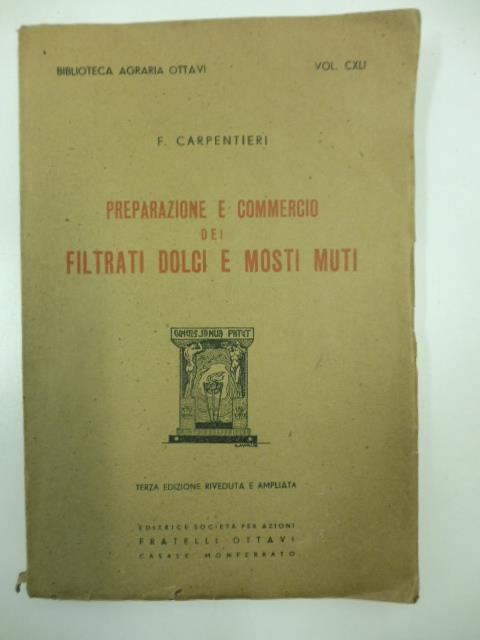 BIBLIOTECA AGRARIA OTTAVI VOL. CXLI
F. CARPENTIERI
PREPARAZIONE E COMMERCIO
DEI
FILTRATI DOLCI E MOSTI MUTI
JANUA PATET
TERZA EDIZIONE RIVEDUTA E AMPLIATA
EDITRICE SOCIETÀ PER AZIONI
FRATELLI OTTAVI
CASALE MONFERRATO